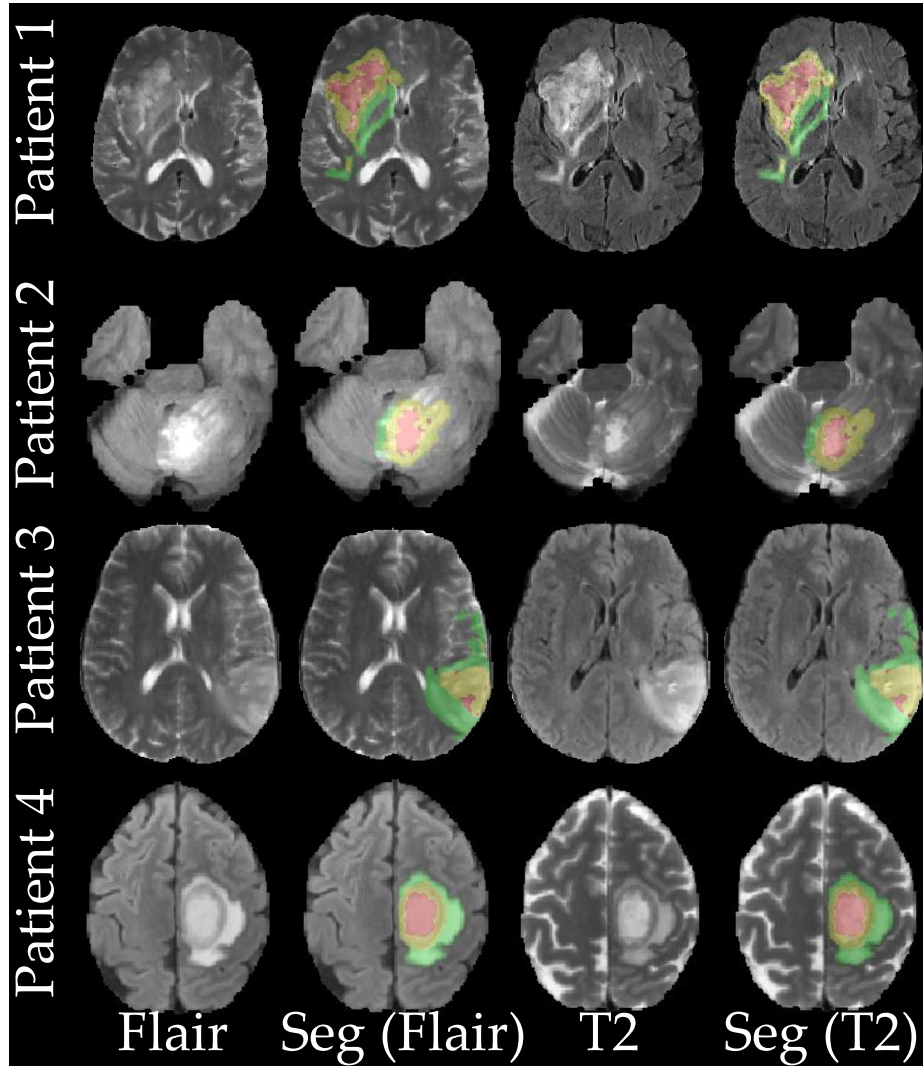 Patient 1
Patient 2
Patient 3
Patient 4
Flair Seg (Flair) T2 Seg (T2)